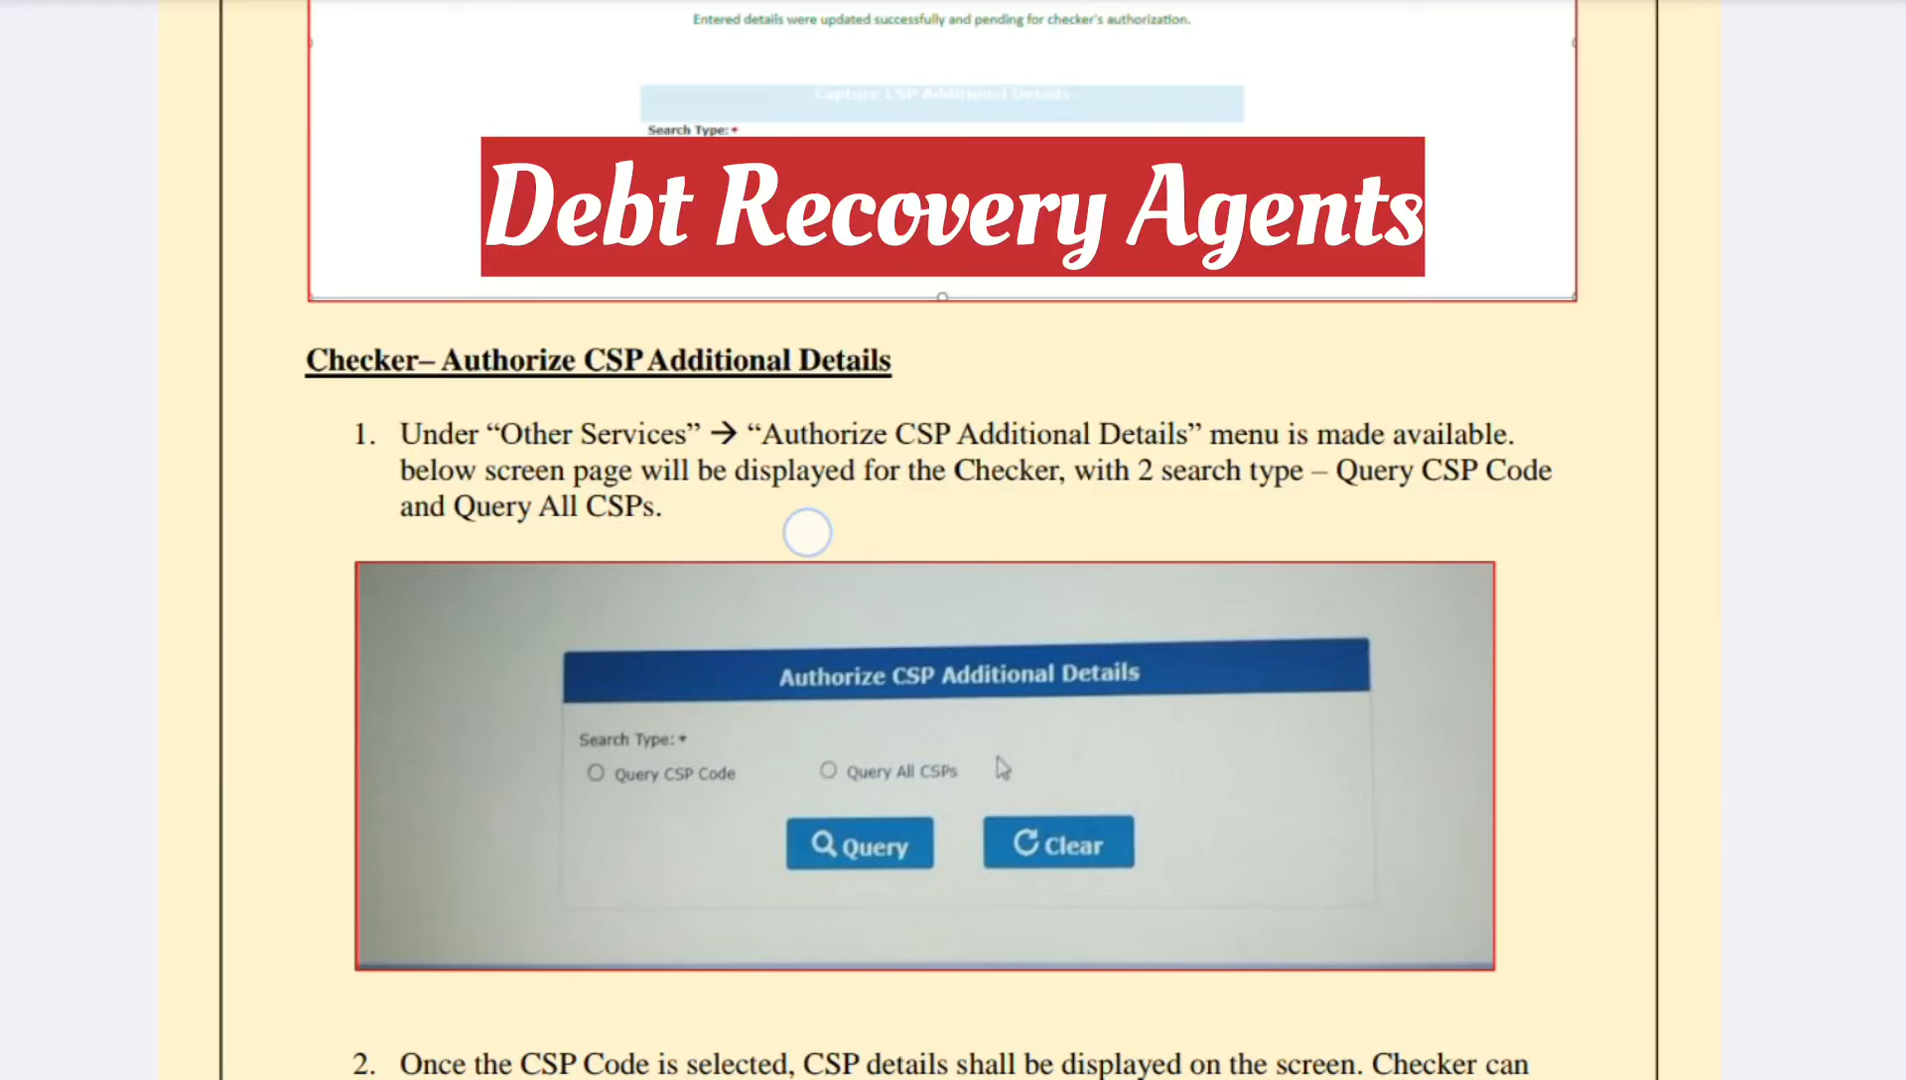 Entered details were updated successfully and pending for checker's authorization.
Capture CSP Additional Details
Search Type: *
Debt Recovery Agents
Checker– Authorize CSP Additional Details
1. Under “Other Services” → “Authorize CSP Additional Details” menu is made available.
below screen page will be displayed for the Checker, with 2 search type – Query CSP Code
and Query All CSPs.
Authorize CSP Additional Details
Search Type: *
Query CSP Code Query All CSPs
Query Clear
2. Once the CSP Code is selected, CSP details shall be displayed on the screen. Checker can